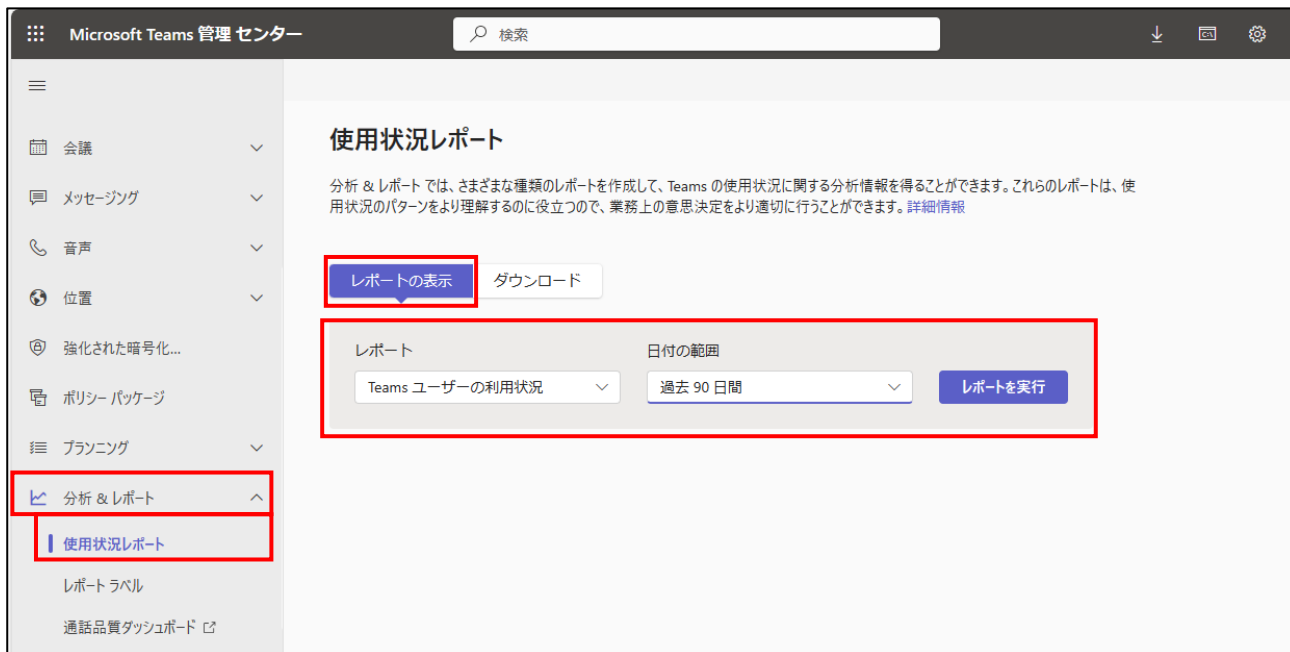 Microsoft Teams 管理 センター
検索
会議
メッセージング
音声
位置
強化された暗号化...
ポリシー パッケージ
プランニング
分析 & レポート
使用状況レポート
レポート ラベル
通話品質ダッシュボード
使用状況レポート
分析 & レポート では、さまざまな種類のレポートを作成して、Teams の使用状況に関する分析情報を得ることができます。これらのレポートは、使
用状況のパターンをより理解するのに役立つので、業務上の意思決定をより適切に行うことができます。詳細情報
レポートの表示
ダウンロード
レポート
日付の範囲
Teams ユーザーの利用状況
過去 90 日間
レポートを実行